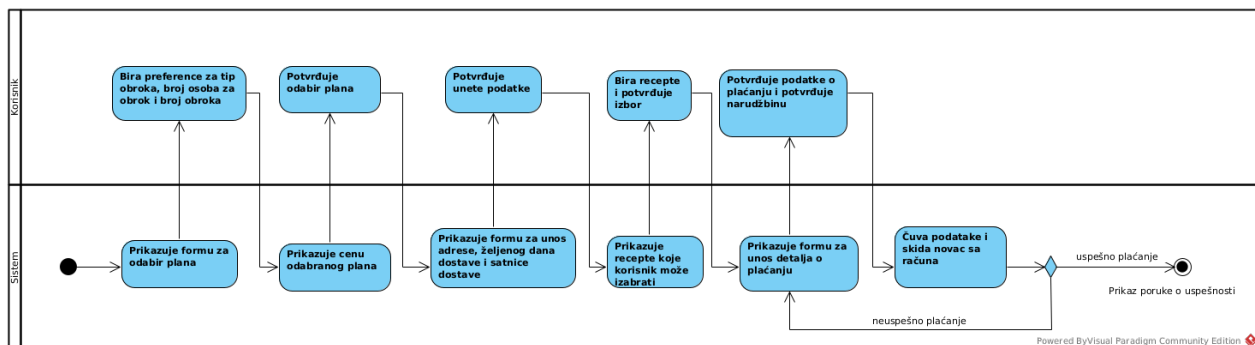 Korisnik
Bira preference za tip
obroka, broj osoba za
obrok i broj obroka
Potvrđuje
odabir plana
Potvrđuje
unete podatke
Bira recepte
i potvrđuje
izbor
Potvrđuje podatke o
plaćanju i potvrđuje
narudžbinu
Sistem
Prikazuje formu za
odabir plana
Prikazuje cenu
odabranog plana
Prikazuje formu za unos
adrese, željenog dana
dostave i satnice
dostave
Prikazuje
recepte koje
korisnik može
izabrati
Prikazuje formu za
unos detalja o
plaćanju
Čuva podatake i
skida novac sa
računa
uspešno plaćanje
Prikaz poruke o uspešnosti
neuspešno plaćanje
Powered ByVisual Paradigm Community Edition